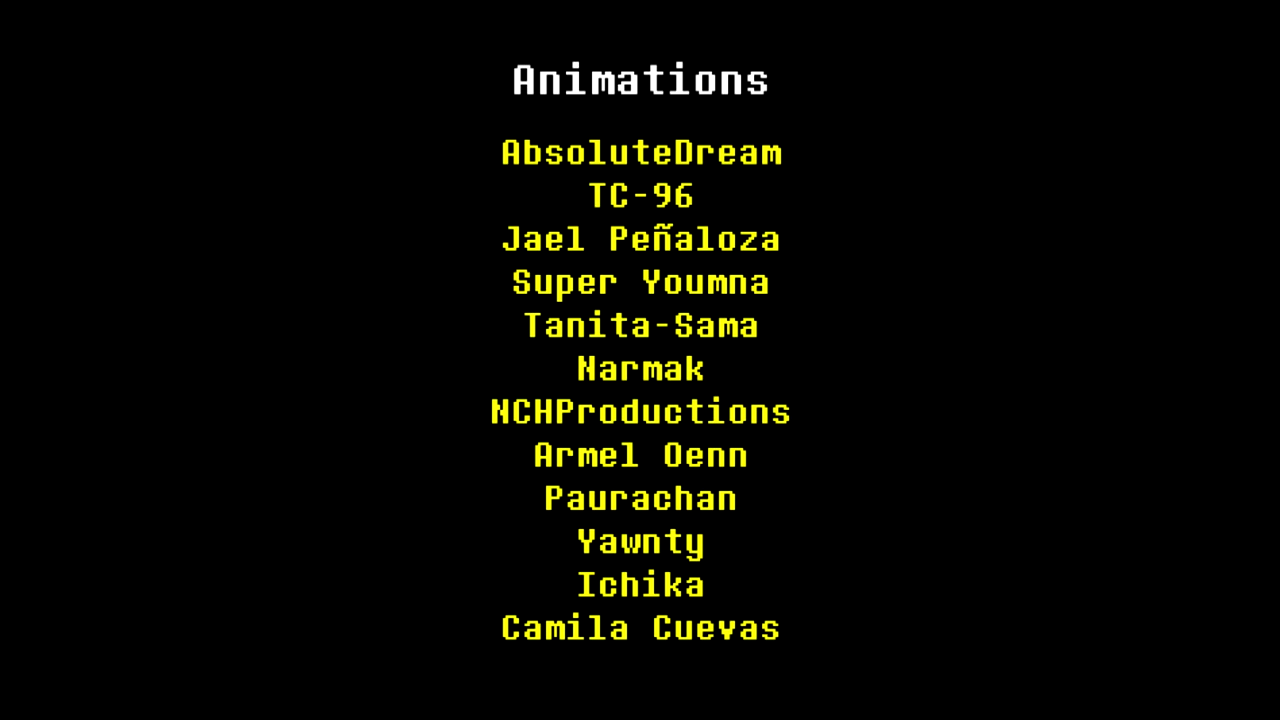 Animations
AbsoluteDream
TC-96
Jael Peñaloza
Super Youmna
Tanita-Sama
Narmak
NCHProductions
Armel Oenn
Paurachan
Yawnty
Ichika
Camila Cuevas